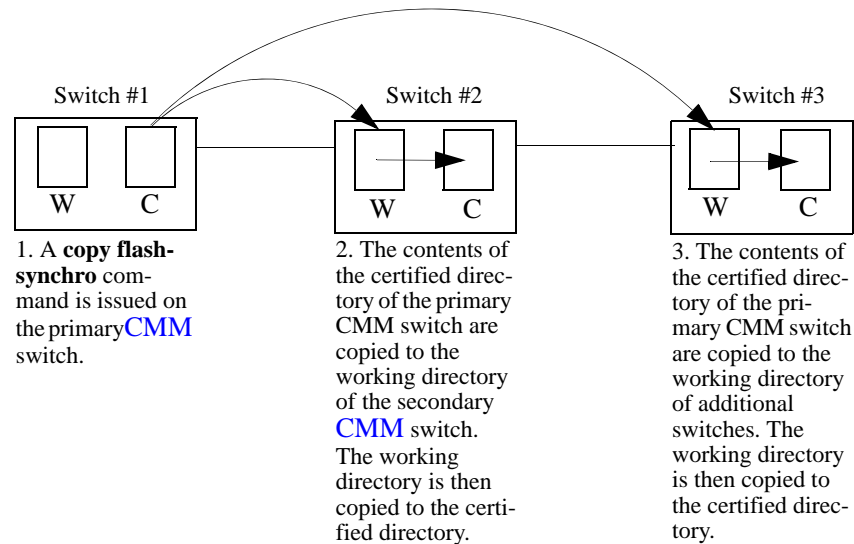 Switch #1
Switch #2
Switch #3
W
C
W
C
W
C
1. A copy flash-
synchro com-
mand is issued on
the primaryCMM
switch.
2. The contents of
the certified direc-
tory of the primary
CMM switch are
copied to the
working directory
of the secondary
CMM switch.
The working
directory is then
copied to the certi-
fied directory.
3. The contents of
the certified direc-
tory of the pri-
mary CMM switch
are copied to the
working directory
of additional
switches. The
working directory
is then copied to
the certified direc-
tory.